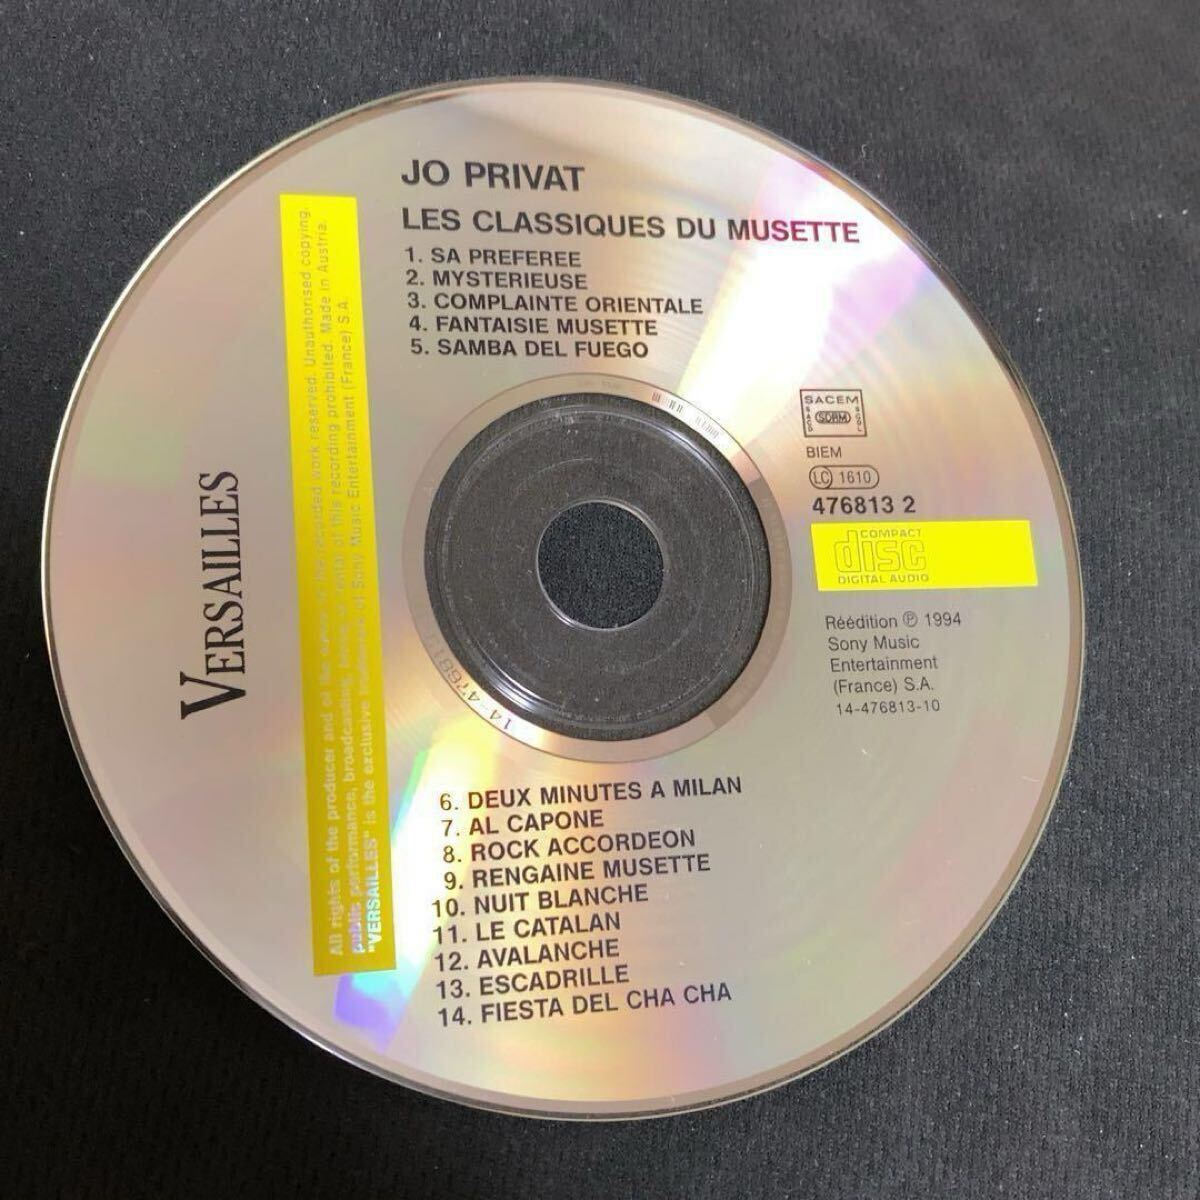 JO PRIVAT
LES CLASSIQUES DU MUSETTE
1. SA PREFEREE
2. MYSTERIEUSE
3. COMPLAINTE ORIENTALE
4. FANTAISIE MUSETTE
5. SAMBA DEL FUEGO
SACEM
SACD SDRM SGDL
BIEM
LC 1610
476813 2
COMPACT
disc
DIGITAL AUDIO
Réédition ℗ 1994
Sony Music
Entertainment
(France) S.A.
14-476813-10
VERSAILLES
All rights of the producer and of the owner of the recorded work reserved. Unauthorised copying,
public performance, broadcasting, hiring or rental of this recording prohibited. Made in Austria.
"VERSAILLES" is the exclusive trademark of Sony Music Entertainment (France) S.A.
6. DEUX MINUTES A MILAN
7. AL CAPONE
8. ROCK ACCORDEON
9. RENGAINE MUSETTE
10. NUIT BLANCHE
11. LE CATALAN
12. AVALANCHE
13. ESCADRILLE
14. FIESTA DEL CHA CHA